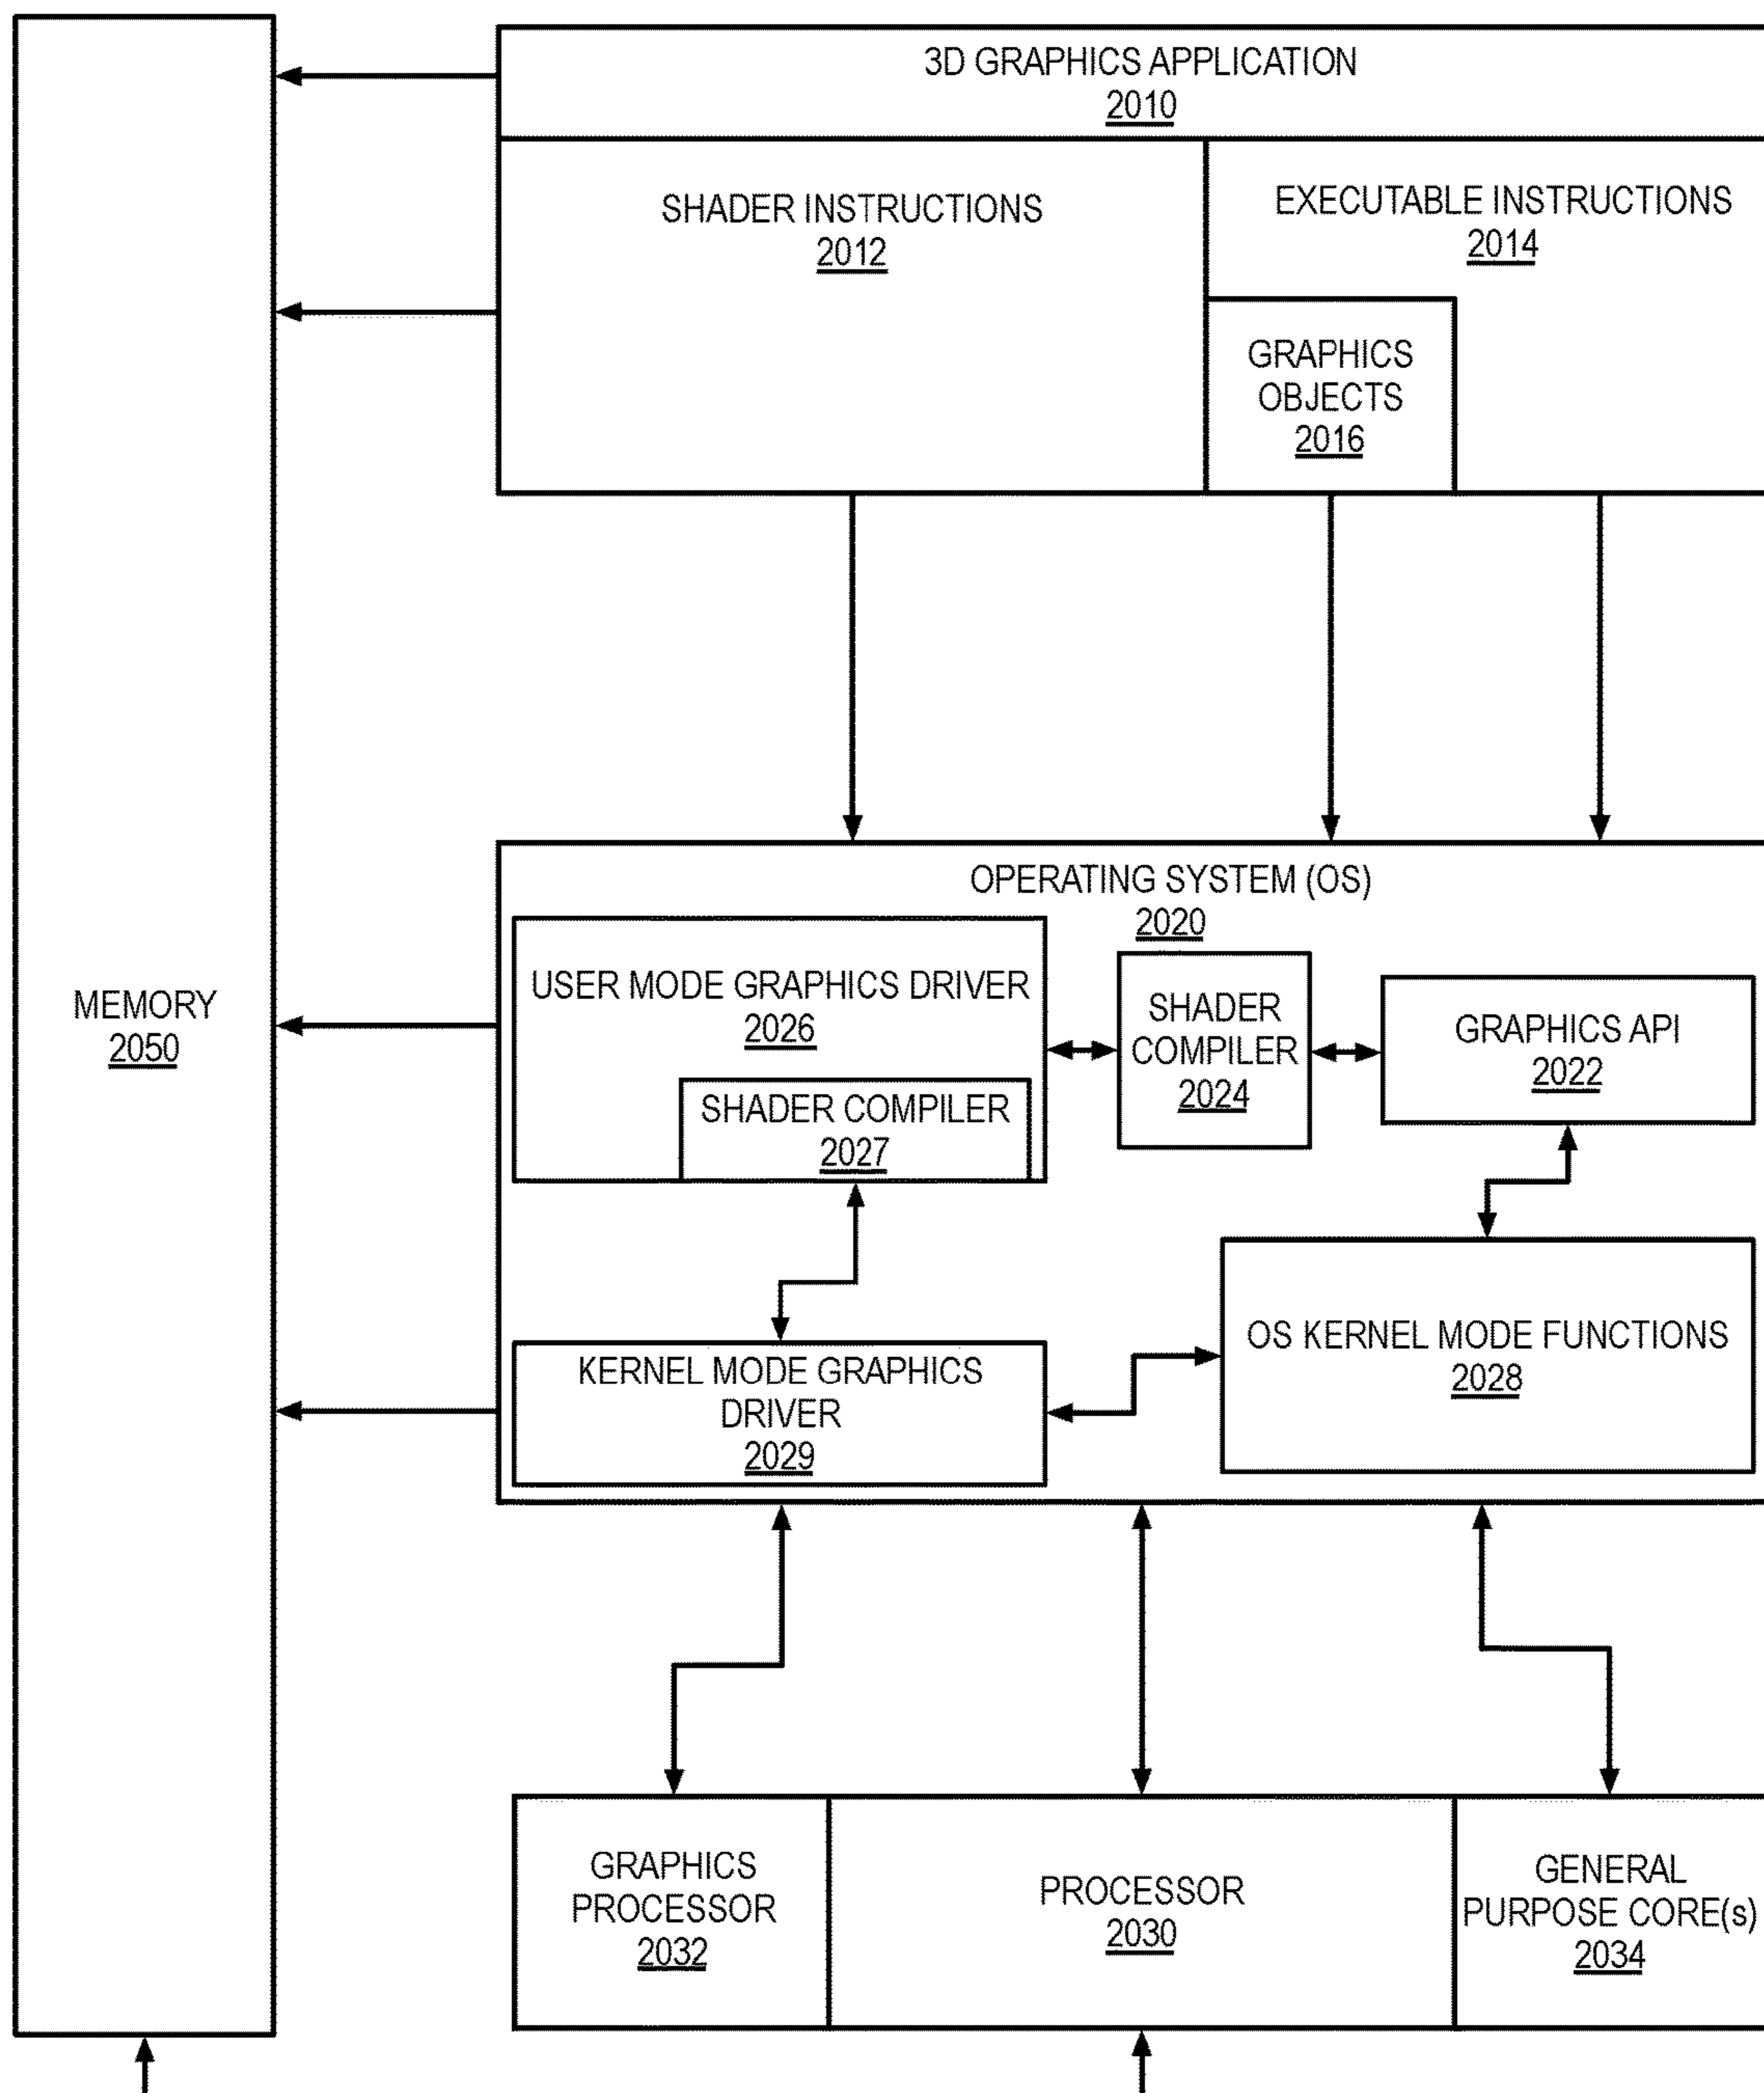 3D GRAPHICS APPLICATION
2010
SHADER INSTRUCTIONS
2012
EXECUTABLE INSTRUCTIONS
2014
GRAPHICS
OBJECTS
2016
MEMORY
2050
OPERATING SYSTEM (OS)
2020
USER MODE GRAPHICS DRIVER
2026
SHADER COMPILER
2027
SHADER
COMPILER
2024
GRAPHICS API
2022
OS KERNEL MODE FUNCTIONS
2028
KERNEL MODE GRAPHICS
DRIVER
2029
GRAPHICS
PROCESSOR
2032
PROCESSOR
2030
GENERAL
PURPOSE CORE(s)
2034